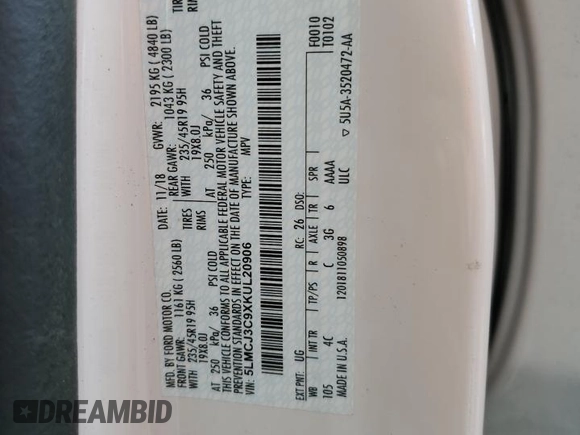 MFD. BY FORD MOTOR CO.
DATE: 11/18 GVWR: 2195 KG ( 4840 LB)
FRONT GAWR: 1161 KG ( 2560 LB) REAR GAWR: 1043 KG ( 2300 LB)
WITH 235/45R19 95H TIRES WITH 235/45R19 95H TIRES
19X8.0J RIMS 19X8.0J RIMS
AT 250 kPa/ 36 PSI COLD AT 250 kPa/ 36 PSI COLD
THIS VEHICLE CONFORMS TO ALL APPLICABLE FEDERAL MOTOR VEHICLE SAFETY AND THEFT
PREVENTION STANDARDS IN EFFECT ON THE DATE OF MANUFACTURE SHOWN ABOVE.
VIN: 5LMCJ3C9XKUL20906 TYPE: MPV
F0010
T0102
EXT PNT: UG RC: 26 DSO:
WB INT TR TP/PS R AXLE TR SPR
105 4C C 3G 6 AAAA
MADE IN U.S.A. 1201811050898 ULC
▽ 5U5A-3520472-AA
DREAMBID